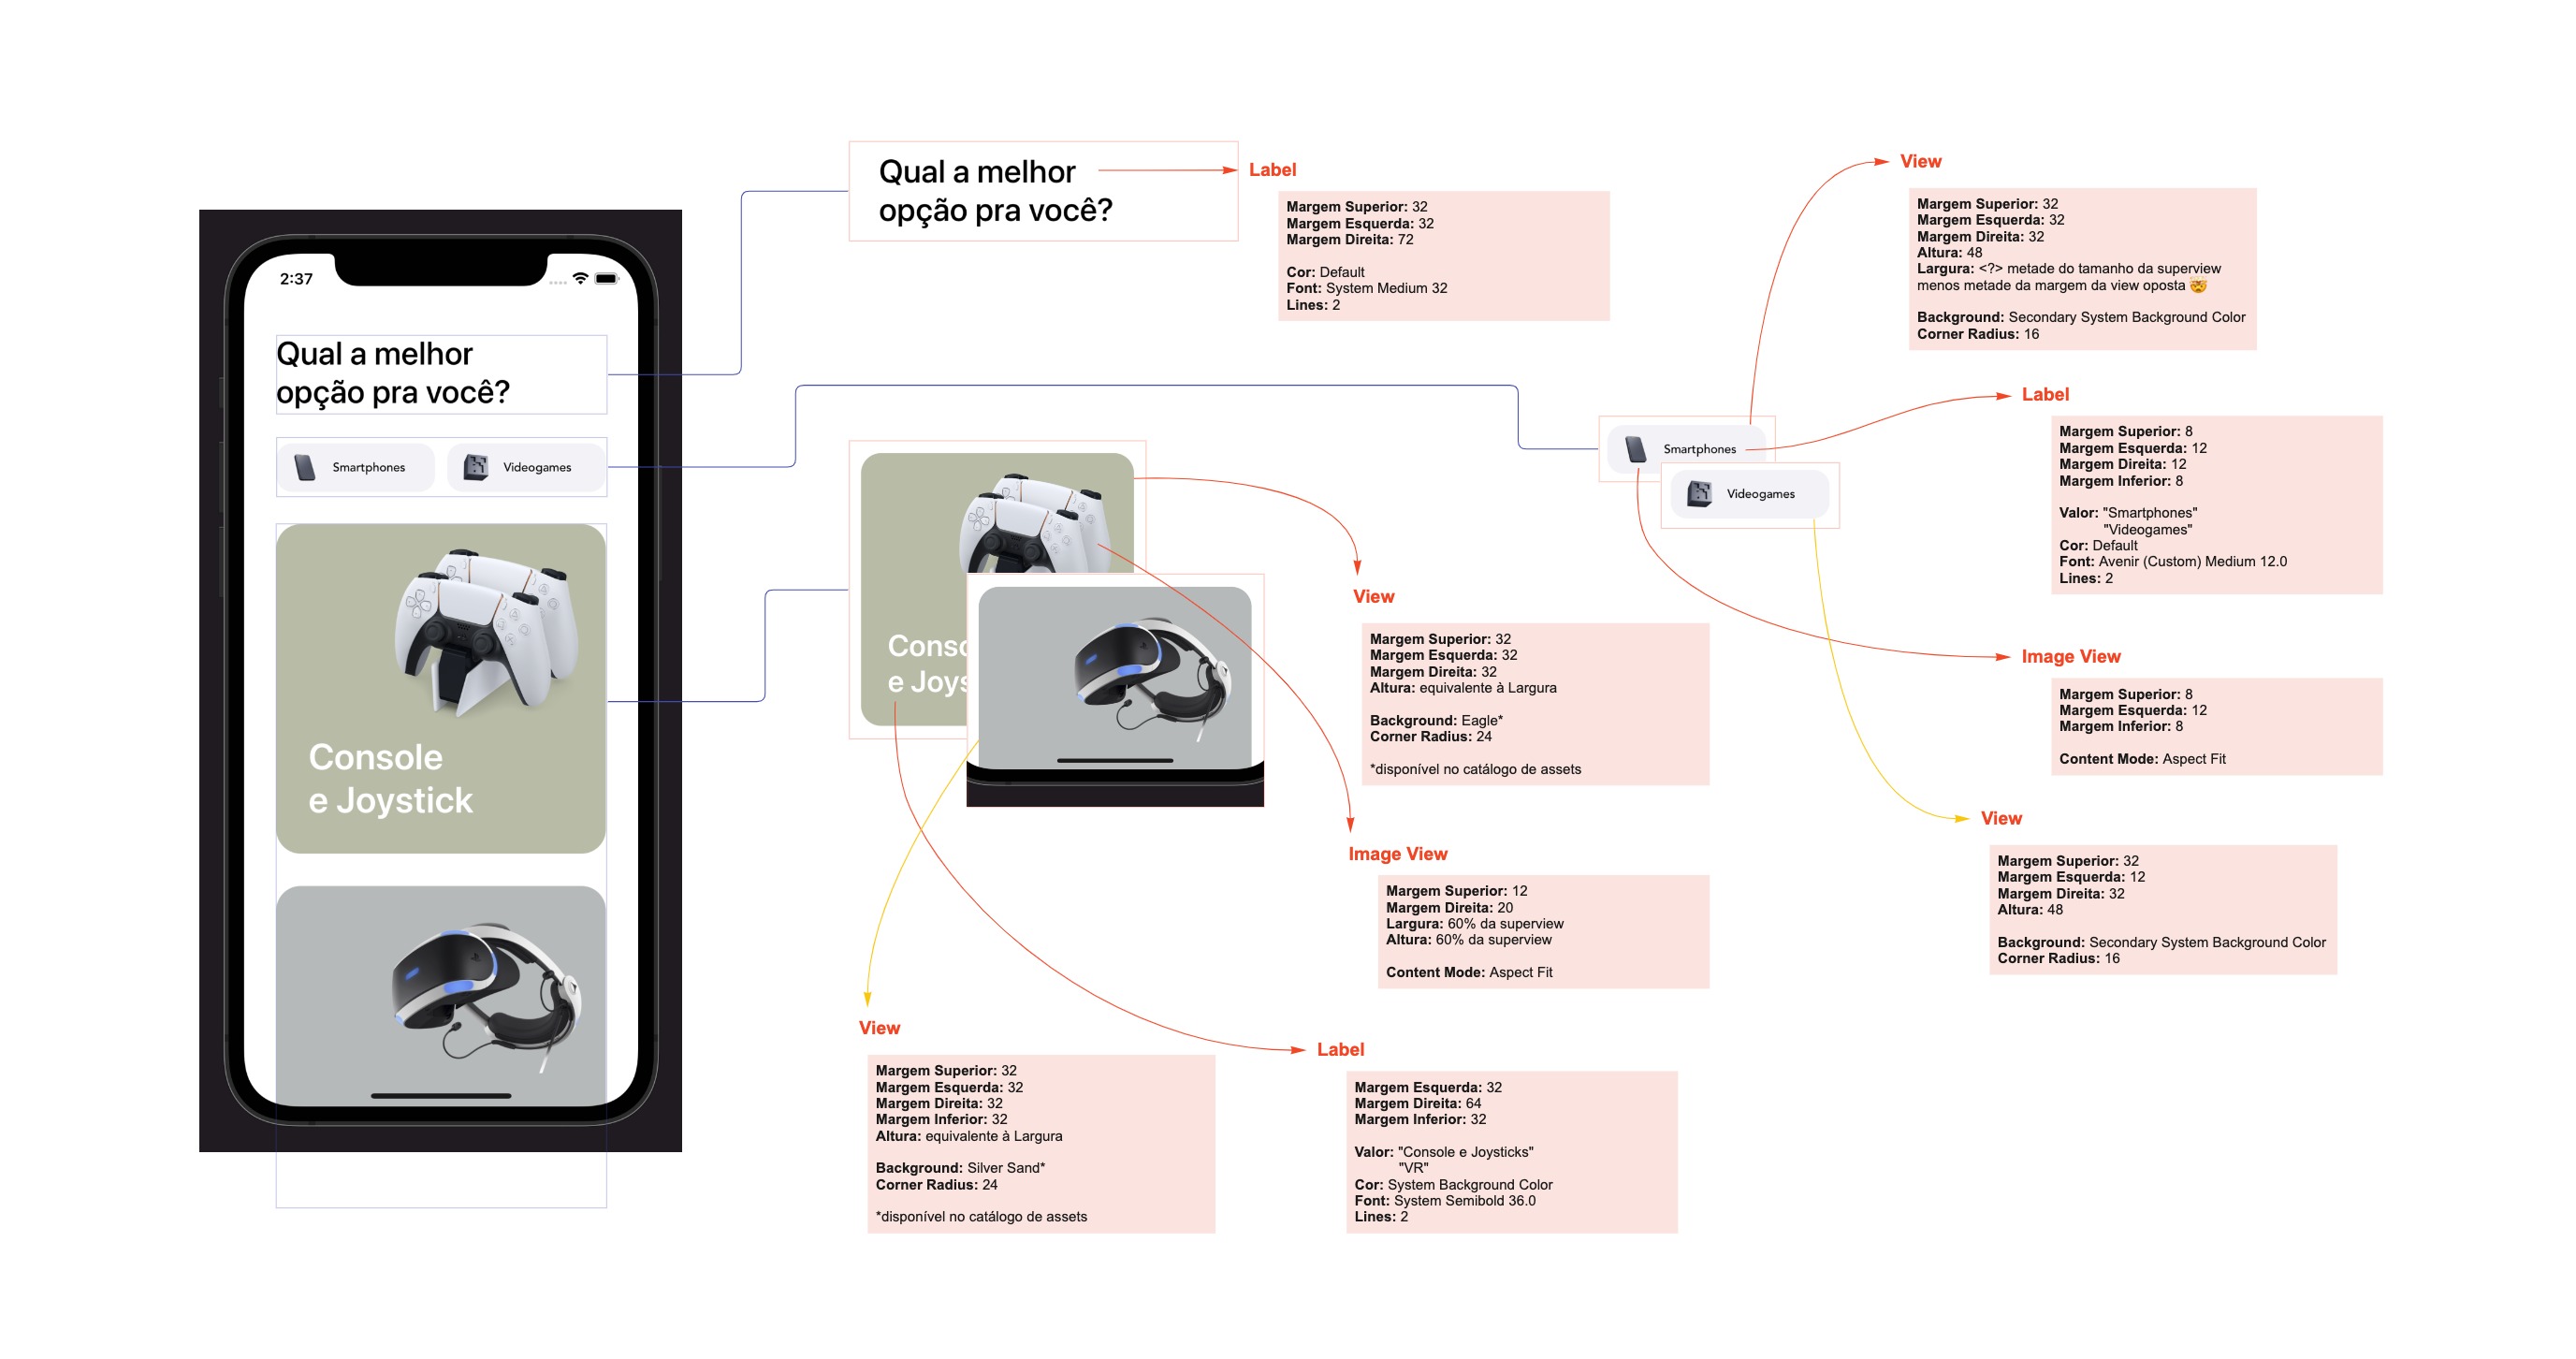 2:37
Qual a melhor
opção pra você?
Smartphones
Videogames
Console
e Joystick
Qual a melhor
opção pra você?
Label
Margem Superior: 32
Margem Esquerda: 32
Margem Direita: 72
Cor: Default
Font: System Medium 32
Lines: 2
Conso
e Joys
View
Margem Superior: 32
Margem Esquerda: 32
Margem Direita: 32
Altura: equivalente à Largura
Background: Eagle*
Corner Radius: 24
*disponível no catálogo de assets
Image View
Margem Superior: 12
Margem Direita: 20
Largura: 60% da superview
Altura: 60% da superview
Content Mode: Aspect Fit
View
Margem Superior: 32
Margem Esquerda: 32
Margem Direita: 32
Margem Inferior: 32
Altura: equivalente à Largura
Background: Silver Sand*
Corner Radius: 24
*disponível no catálogo de assets
Label
Margem Esquerda: 32
Margem Direita: 64
Margem Inferior: 32
Valor: "Console e Joysticks"
"VR"
Cor: System Background Color
Font: System Semibold 36.0
Lines: 2
Smartphones
Videogames
View
Margem Superior: 32
Margem Esquerda: 32
Margem Direita: 32
Altura: 48
Largura: <?> metade do tamanho da superview
menos metade da margem da view oposta 🤯
Background: Secondary System Background Color
Corner Radius: 16
Label
Margem Superior: 8
Margem Esquerda: 12
Margem Direita: 12
Margem Inferior: 8
Valor: "Smartphones"
"Videogames"
Cor: Default
Font: Avenir (Custom) Medium 12.0
Lines: 2
Image View
Margem Superior: 8
Margem Esquerda: 12
Margem Inferior: 8
Content Mode: Aspect Fit
View
Margem Superior: 32
Margem Esquerda: 12
Margem Direita: 32
Altura: 48
Background: Secondary System Background Color
Corner Radius: 16